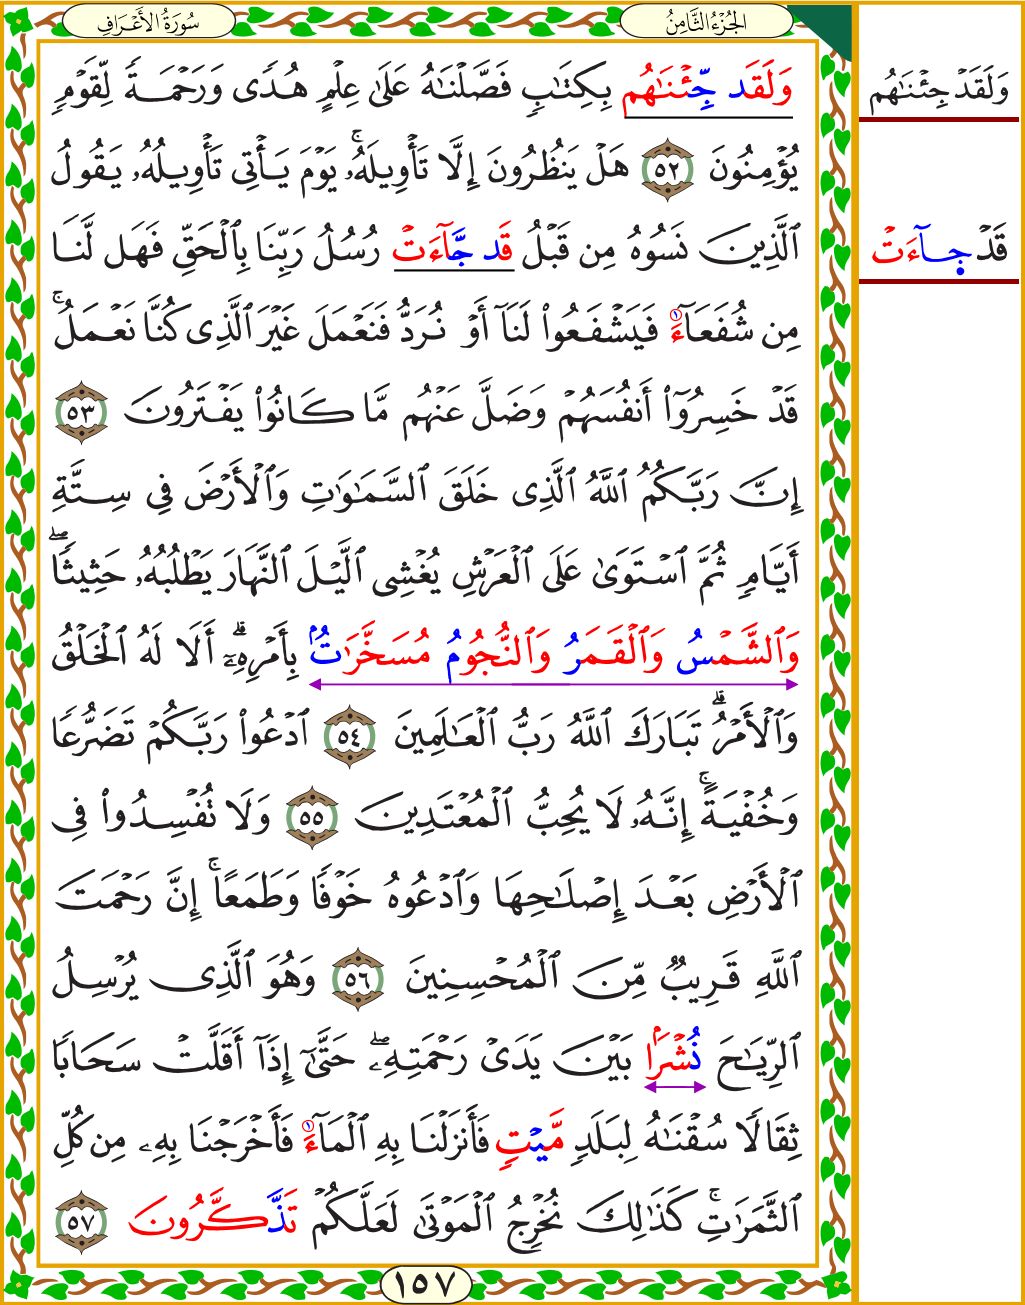 سُورَةُ الأَعْرَافِ
الجُزْءُ الثَّامِنُ
وَلَقَد جِّئْنَٰهُم بِكِتَٰبٖ فَصَّلْنَٰهُ عَلَىٰ عِلْمٍ هُدٗى وَرَحْمَةٗ لِّقَوْمٖ
يُؤْمِنُونَ ٥٢ هَلْ يَنظُرُونَ إِلَّا تَأْوِيلَهُۥۚ يَوْمَ يَأْتِي تَأْوِيلُهُۥ يَقُولُ
ٱلَّذِينَ نَسُوهُ مِن قَبْلُ قَد جَّآءَتْ رُسُلُ رَبِّنَا بِٱلْحَقِّ فَهَل لَّنَا
مِن شُفَعَآءَ فَيَشْفَعُوا۟ لَنَآ أَوْ نُرَدُّ فَنَعْمَلَ غَيْرَ ٱلَّذِى كُنَّا نَعْمَلُۚ
قَدْ خَسِرُوٓا۟ أَنفُسَهُمْ وَضَلَّ عَنْهُم مَّا كَانُوا۟ يَفْتَرُونَ ٥٣
إِنَّ رَبَّكُمُ ٱللَّهُ ٱلَّذِى خَلَقَ ٱلسَّمَٰوَٰتِ وَٱلْأَرْضَ فِى سِتَّةِ
أَيَّامٖ ثُمَّ ٱسْتَوَىٰ عَلَى ٱلْعَرْشِ يُغْشِى ٱلَّيْلَ ٱلنَّهَارَ يَطْلُبُهُۥ حَثِيثٗاۖ
وَٱلشَّمْسُ وَٱلْقَمَرُ وَٱلنُّجُومُ مُسَخَّرَٰتُۢ بِأَمْرِهِۦٓۗ أَلَا لَهُ ٱلْخَلْقُ
وَٱلْأَمْرُۗ تَبَارَكَ ٱللَّهُ رَبُّ ٱلْعَٰلَمِينَ ٥٤ ٱدْعُوا۟ رَبَّكُمْ تَضَرُّعٗا
وَخُفْيَةًۚ إِنَّهُۥ لَا يُحِبُّ ٱلْمُعْتَدِينَ ٥٥ وَلَا تُفْسِدُوا۟ فِى
ٱلْأَرْضِ بَعْدَ إِصْلَٰحِهَا وَٱدْعُوهُ خَوْفٗا وَطَمَعًاۚ إِنَّ رَحْمَتَ
ٱللَّهِ قَرِيبٞ مِّنَ ٱلْمُحْسِنِينَ ٥٦ وَهُوَ ٱلَّذِى يُرْسِلُ
ٱلرِّيَٰحَ نُشْرَۢا بَيْنَ يَدَىْ رَحْمَتِهِۦۖ حَتَّىٰٓ إِذَآ أَقَلَّتْ سَحَابٗا
ثِقَالٗا سُقْنَٰهُ لِبَلَدٖ مَّيْتٖ فَأَنزَلْنَا بِهِ ٱلْمَآءَ فَأَخْرَجْنَا بِهِۦ مِن كُلِّ
ٱلثَّمَرَٰتِۚ كَذَٰلِكَ نُخْرِجُ ٱلْمَوْتَىٰ لَعَلَّكُمْ تَذَّكَّرُونَ ٥٧
١٥٧
وَلَقَدْ جِئْنَٰهُم
قَدْ جَآءَتْ